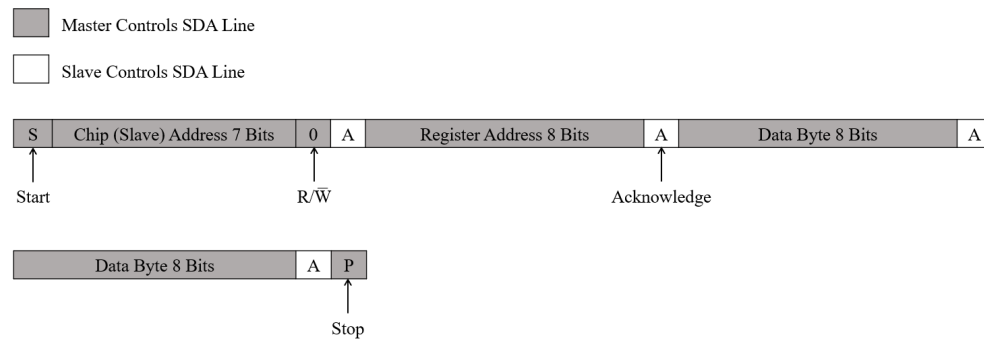 Master Controls SDA Line
Slave Controls SDA Line
S Chip (Slave) Address 7 Bits 0 A Register Address 8 Bits A Data Byte 8 Bits A
Start R/W̅ Acknowledge
Data Byte 8 Bits A P
Stop